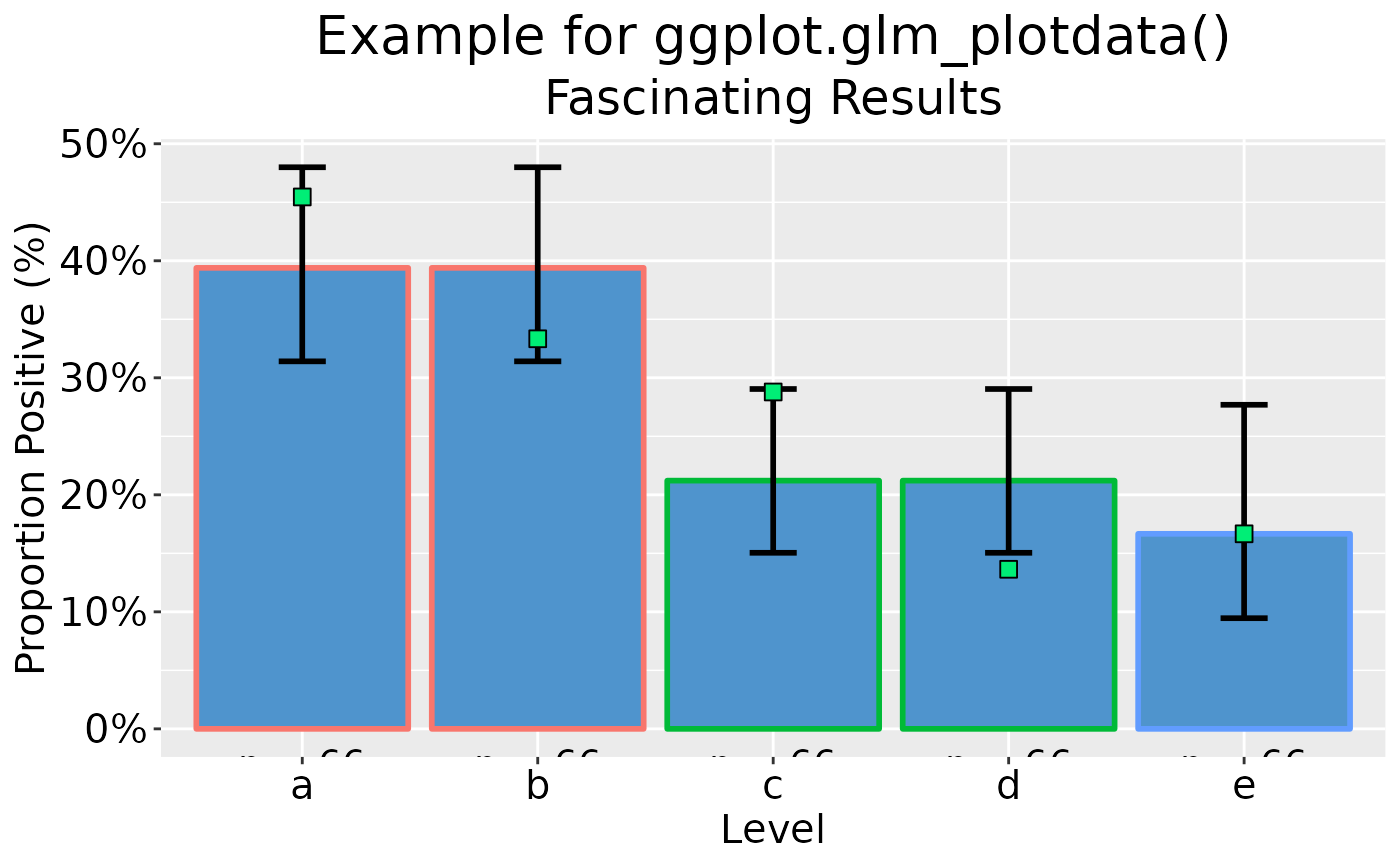 Example for ggplot.glm_plotdata()
Fascinating Results
Proportion Positive (%)
50%
40%
30%
20%
10%
0%
a b c d e
Level